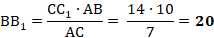 BB₁ = (CC₁ · AB) / AC = (14 · 10) / 7 = 20